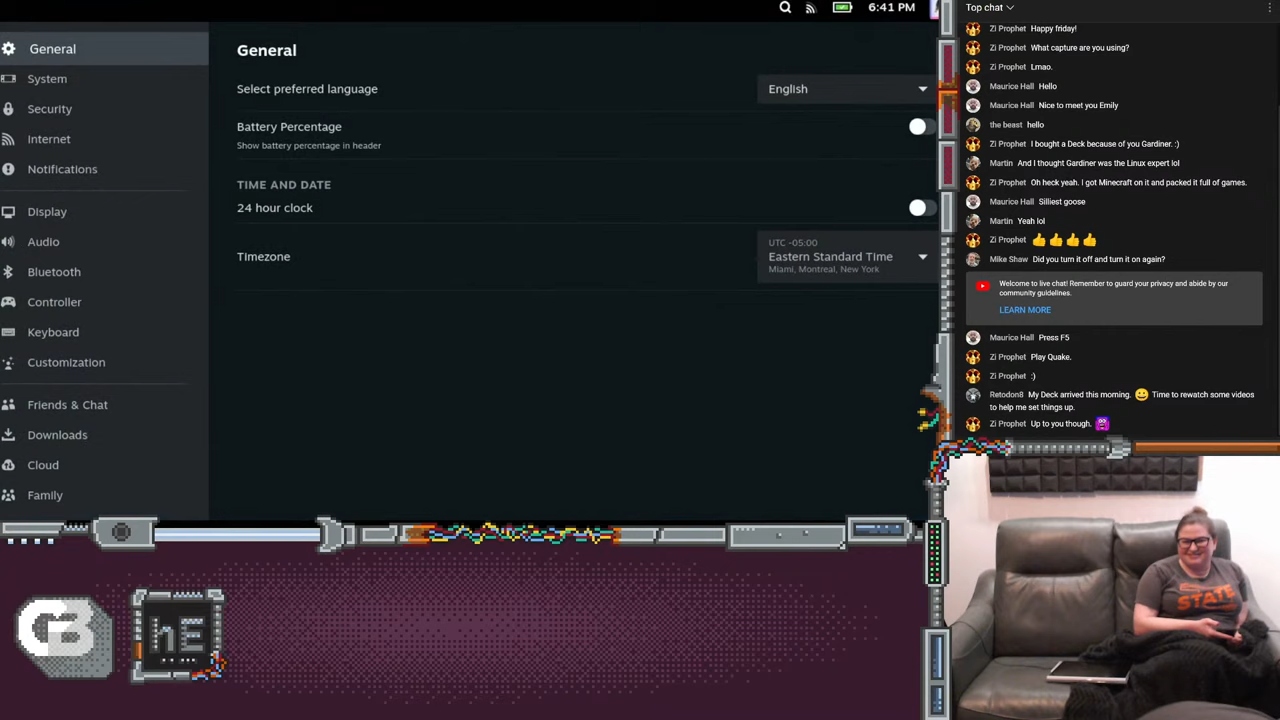 6:41 PM
General
System
Security
Internet
Notifications
Display
Audio
Bluetooth
Controller
Keyboard
Customization
Friends & Chat
Downloads
Cloud
Family
General
Select preferred language
English
Battery Percentage
Show battery percentage in header
TIME AND DATE
24 hour clock
Timezone
UTC -05:00
Eastern Standard Time
Miami, Montreal, New York
Top chat
Zi Prophet Happy friday!
Zi Prophet What capture are you using?
Zi Prophet Lmao.
Maurice Hall Hello
Maurice Hall Nice to meet you Emily
the beast hello
Zi Prophet I bought a Deck because of you Gardiner. :)
Martin And I thought Gardiner was the Linux expert lol
Zi Prophet Oh heck yeah. I got Minecraft on it and packed it full of games.
Maurice Hall Silliest goose
Martin Yeah lol
Zi Prophet 👍👍👍👍
Mike Shaw Did you turn it off and turn it on again?
Welcome to live chat! Remember to guard your privacy and abide by our
community guidelines.
LEARN MORE
Maurice Hall Press F5
Zi Prophet Play Quake.
Zi Prophet :)
Retodon8 My Deck arrived this morning. 😀 Time to rewatch some videos
to help me set things up.
Zi Prophet Up to you though.
GB
hE
STATE